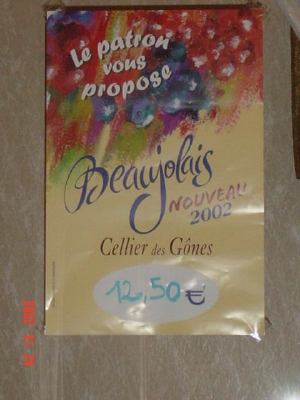 Le patron
vous
propose
Beaujolais
NOUVEAU
2002
Cellier des Gônes
12,50 €